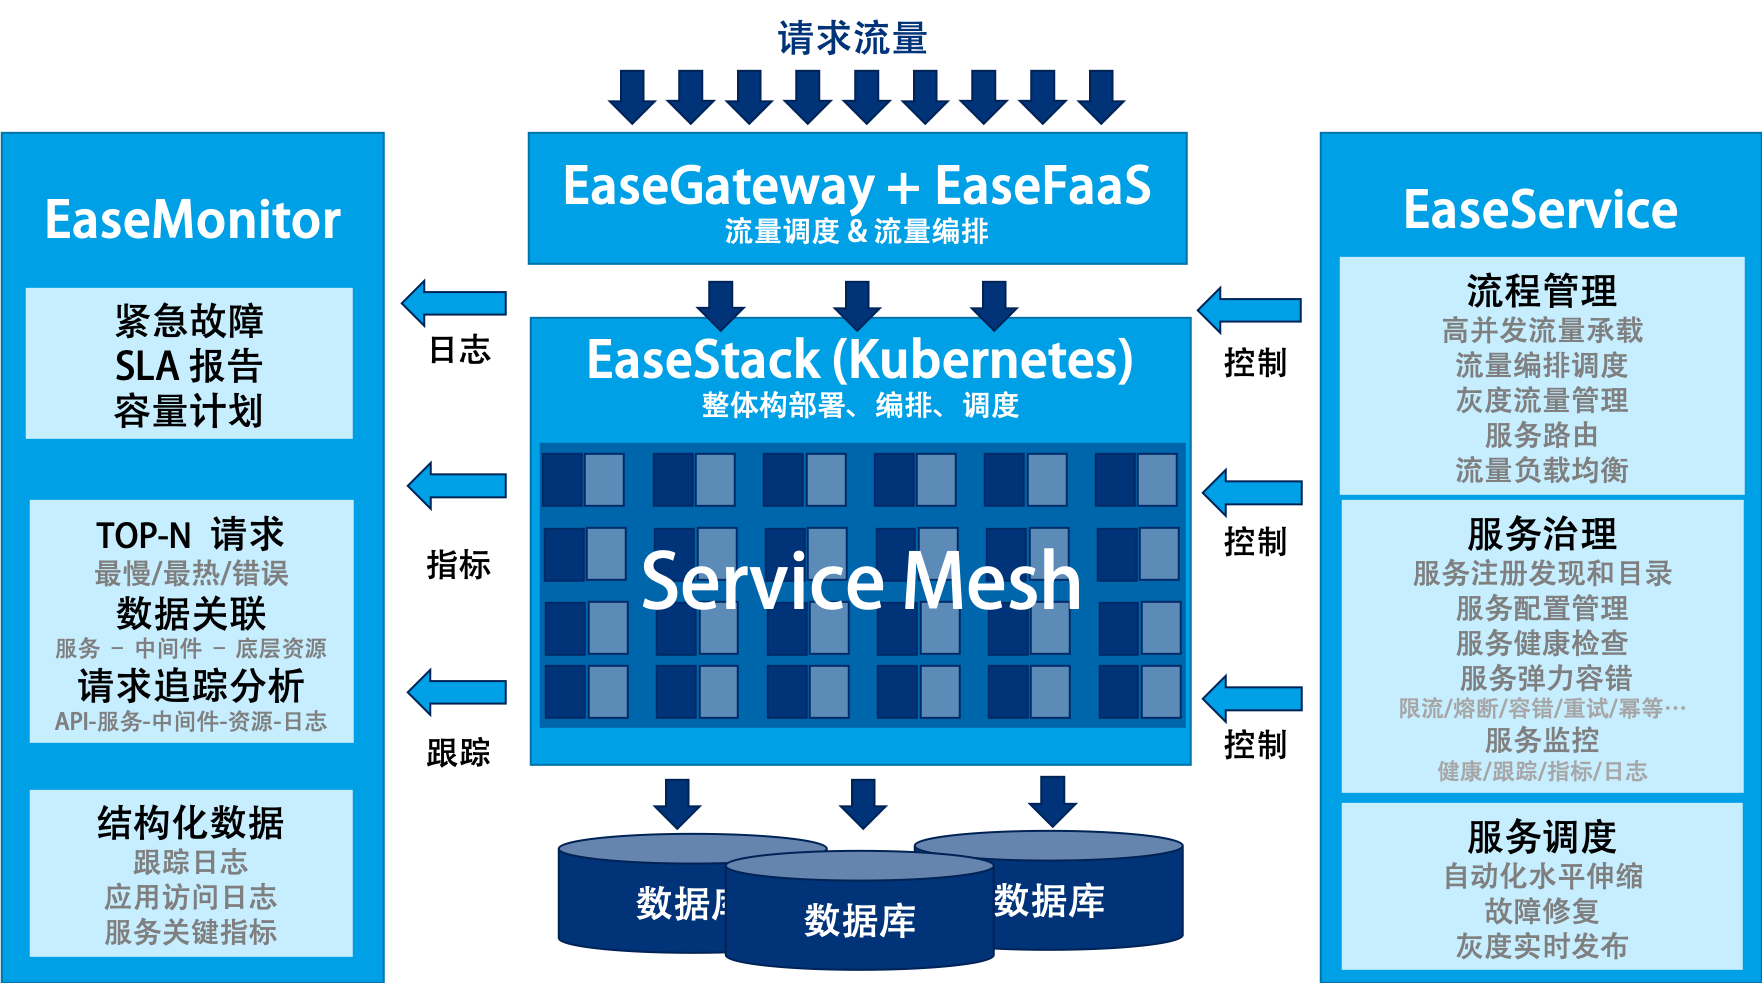 请求流量
EaseGateway + EaseFaaS
流量调度 & 流量编排
EaseMonitor
紧急故障
SLA 报告
容量计划
TOP-N 请求
最慢/最热/错误
数据关联
服务 – 中间件 – 底层资源
请求追踪分析
API-服务-中间件-资源-日志
结构化数据
跟踪日志
应用访问日志
服务关键指标
日志
指标
跟踪
EaseStack (Kubernetes)
整体构部署、编排、调度
Service Mesh
数据库
数据库
数据库
控制
控制
控制
EaseService
流程管理
高并发流量承载
流量编排调度
灰度流量管理
服务路由
流量负载均衡
服务治理
服务注册发现和目录
服务配置管理
服务健康检查
服务弹力容错
限流/熔断/容错/重试/幂等…
服务监控
健康/跟踪/指标/日志
服务调度
自动化水平伸缩
故障修复
灰度实时发布